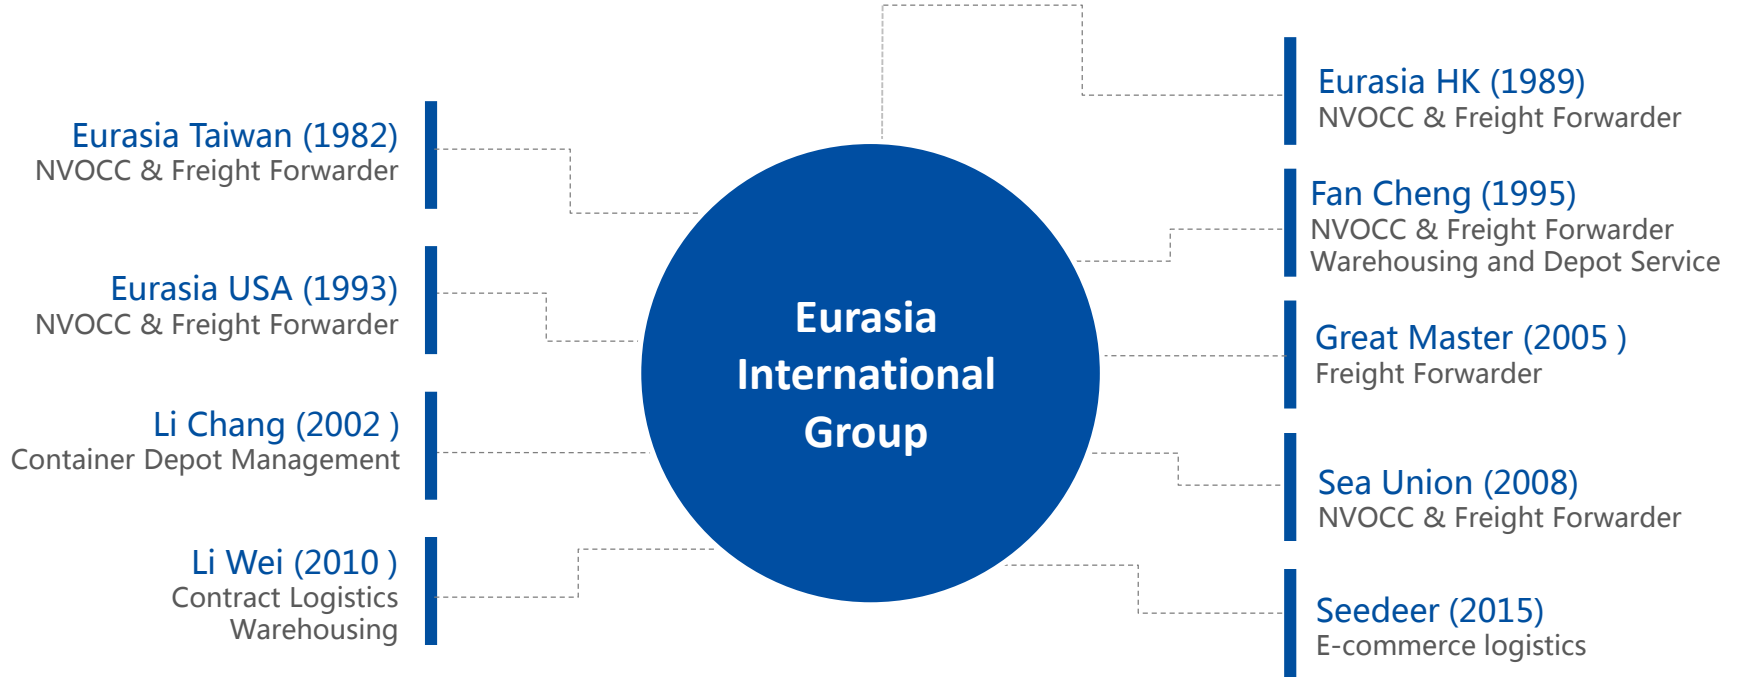 Eurasia Taiwan (1982)
NVOCC & Freight Forwarder
Eurasia USA (1993)
NVOCC & Freight Forwarder
Li Chang (2002 )
Container Depot Management
Li Wei (2010 )
Contract Logistics
Warehousing
Eurasia
International
Group
Eurasia HK (1989)
NVOCC & Freight Forwarder
Fan Cheng (1995)
NVOCC & Freight Forwarder
Warehousing and Depot Service
Great Master (2005 )
Freight Forwarder
Sea Union (2008)
NVOCC & Freight Forwarder
Seedeer (2015)
E-commerce logistics